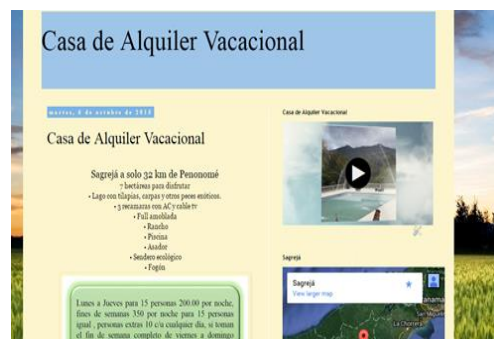 Casa de Alquiler Vacacional
martes, 8 de octubre de 2013
Casa de Alquiler Vacacional
Sagrejá a solo 32 km de Penonomé
7 hectáreas para disfrutar
• Lago con tilapias, carpas y otros peces exóticos.
• 3 recámaras con AC y cable tv
• Full amoblada
• Rancho
• Piscina
• Asador
• Sendero ecológico
• Fogón
Lunes a Jueves para 15 personas 200.00 por noche,
fines de semanas 350 por noche para 15 personas
igual , personas extras 10 c/u cualquier dia, si toman
el fin de semana completo de viernes a domingo
Casa de Alquiler Vacacional
Sagrejá
Sagrejá
View larger map
La Chorrera